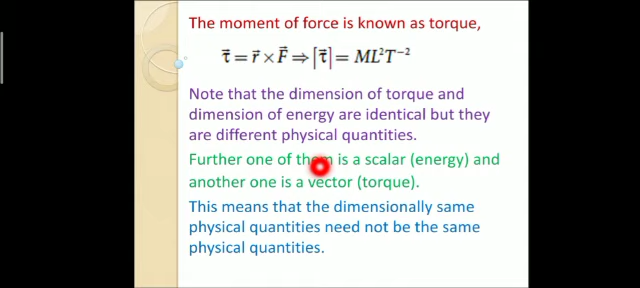 The moment of force is known as torque,
τ⃗ = r⃗ × F⃗ ⇒ [τ⃗] = ML²T⁻²
Note that the dimension of torque and
dimension of energy are identical but they
are different physical quantities.
Further one of them is a scalar (energy) and
another one is a vector (torque).
This means that the dimensionally same
physical quantities need not be the same
physical quantities.